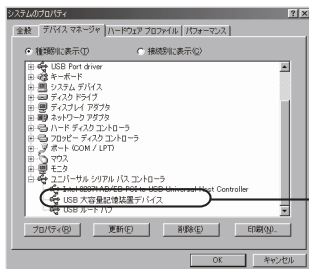 システムのプロパティ
全般
デバイス マネージャ
ハードウェア プロファイル
パフォーマンス
種類別に表示(T)
接続別に表示(C)
USB Port driver
キーボード
システム デバイス
ディスク ドライブ
ディスプレイ アダプタ
ネットワーク アダプタ
ハード ディスク コントローラ
フロッピー ディスク コントローラ
ポート (COM / LPT)
マウス
モニタ
ユニバーサル シリアル バス コントローラ
Intel 82371AB/EB PCI to USB Universal Host Controller
USB 大容量記憶装置デバイス
USB ルート ハブ
プロパティ(R)
更新(F)
削除(E)
印刷(N)...
OK
キャンセル